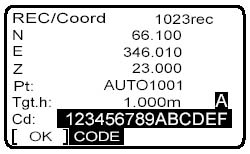 REC/Coord 1023rec
N 66.100
E 346.010
Z 23.000
Pt: AUTO1001
Tgt.h: 1.000m A
Cd: 123456789ABCDEF
[ OK ] CODE